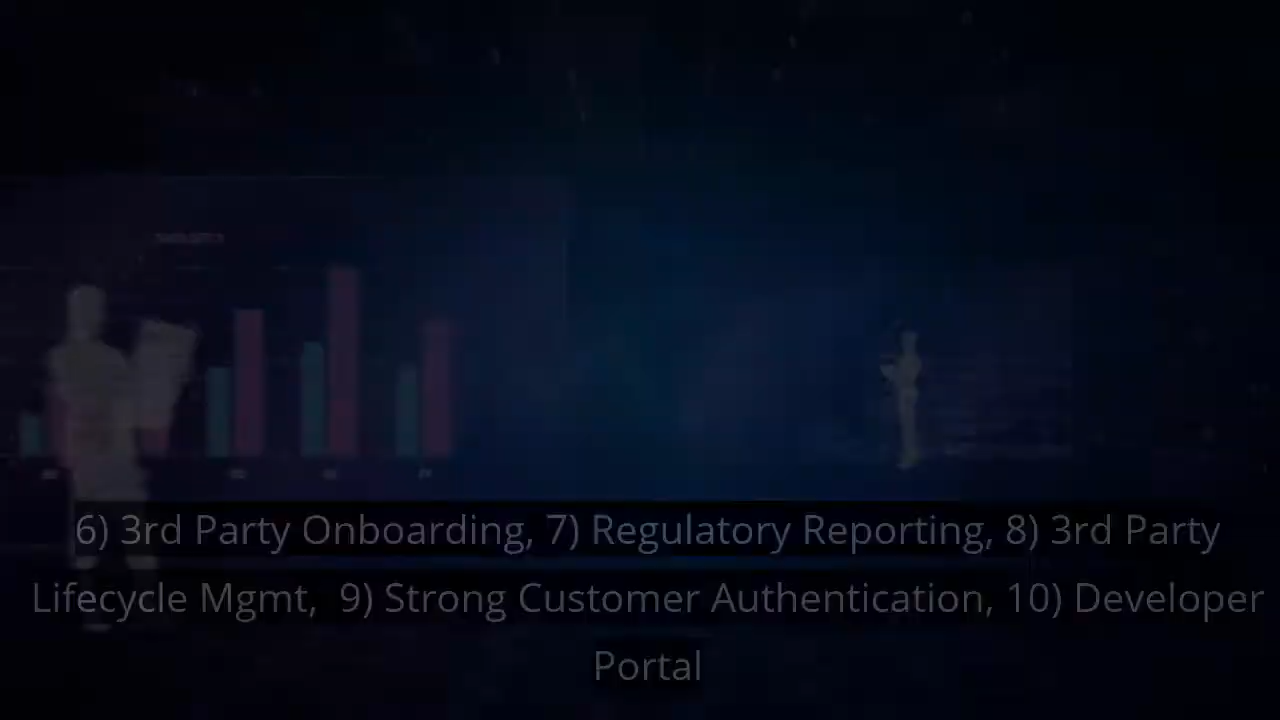 6) 3rd Party Onboarding, 7) Regulatory Reporting, 8) 3rd Party
Lifecycle Mgmt,  9) Strong Customer Authentication, 10) Developer
Portal